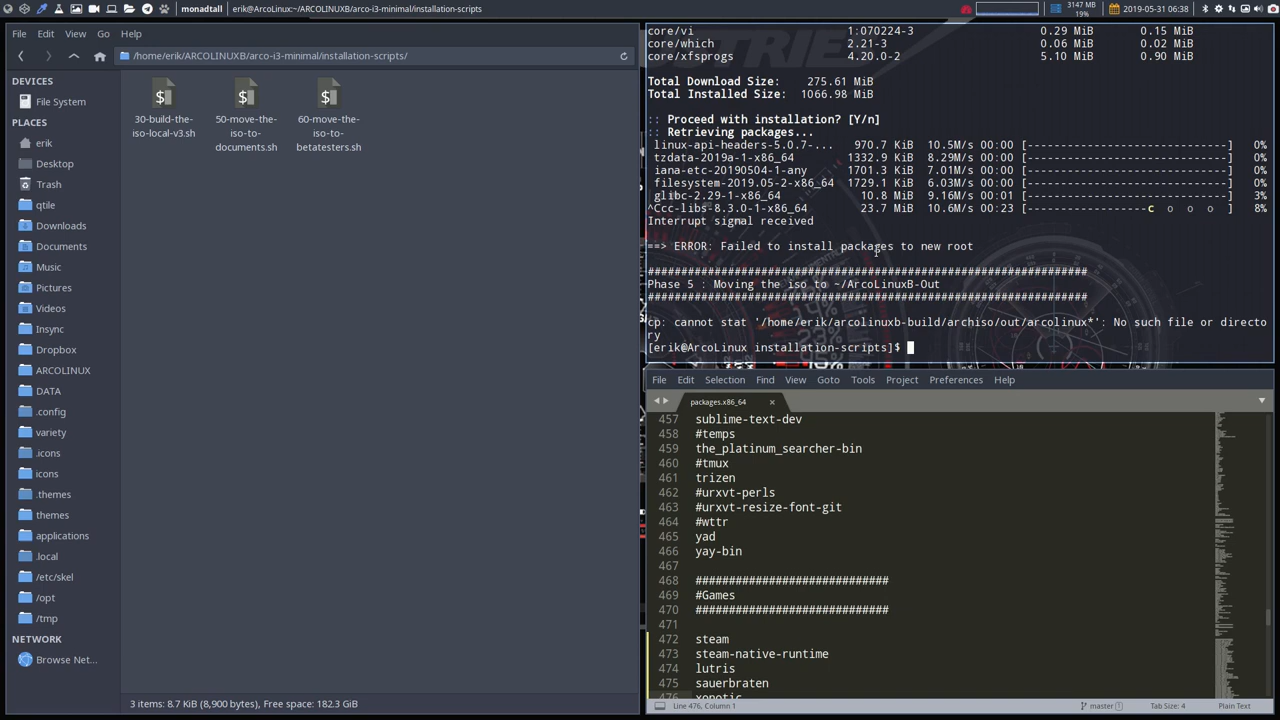 monadtall
erik@ArcoLinux:~/ARCOLINUXB/arco-i3-minimal/installation-scripts
3147 MB
19%
2019-05-31 06:38
File Edit View Go Help
/home/erik/ARCOLINUXB/arco-i3-minimal/installation-scripts/
DEVICES
File System
PLACES
erik
Desktop
Trash
qtile
Downloads
Documents
Music
Pictures
Videos
Insync
Dropbox
ARCOLINUX
DATA
.config
variety
.icons
icons
.themes
themes
applications
.local
/etc/skel
/opt
/tmp
NETWORK
Browse Net...
30-build-the-
iso-local-v3.sh
50-move-the-
iso-to-
documents.sh
60-move-the-
iso-to-
betatesters.sh
3 items: 8.7 KiB (8,900 bytes), Free space: 182.3 GiB
core/vi 1:070224-3 0.29 MiB 0.15 MiB
core/which 2.21-3 0.06 MiB 0.02 MiB
core/xfsprogs 4.20.0-2 5.10 MiB 0.90 MiB
Total Download Size: 275.61 MiB
Total Installed Size: 1066.98 MiB
:: Proceed with installation? [Y/n]
:: Retrieving packages...
linux-api-headers-5.0.7-... 970.7 KiB 10.5M/s 00:00 [-------------------------------] 0%
tzdata-2019a-1-x86_64 1332.9 KiB 8.29M/s 00:00 [-------------------------------] 0%
iana-etc-20190504-1-any 1701.3 KiB 7.01M/s 00:00 [-------------------------------] 0%
filesystem-2019.05-2-x86_64 1729.1 KiB 6.03M/s 00:00 [-------------------------------] 0%
glibc-2.29-1-x86_64 10.8 MiB 9.16M/s 00:01 [-------------------------------] 3%
^Ccc-libs-8.3.0-1-x86_64 23.7 MiB 10.6M/s 00:23 [-------------------c o o o ] 8%
Interrupt signal received
==> ERROR: Failed to install packages to new root
##################################################################
Phase 5 : Moving the iso to ~/ArcoLinuxB-Out
##################################################################
cp: cannot stat '/home/erik/arcolinuxb-build/archiso/out/arcolinux*': No such file or directo
ry
[erik@ArcoLinux installation-scripts]$
File Edit Selection Find View Goto Tools Project Preferences Help
packages.x86_64 ×
457 sublime-text-dev
458 #temps
459 the_platinum_searcher-bin
460 #tmux
461 trizen
462 #urxvt-perls
463 #urxvt-resize-font-git
464 #wttr
465 yad
466 yay-bin
467
468 #############################
469 #Games
470 #############################
471
472 steam
473 steam-native-runtime
474 lutris
475 sauerbraten
476 xonotic
Line 476, Column 1
master 1
Tab Size: 4
Plain Text